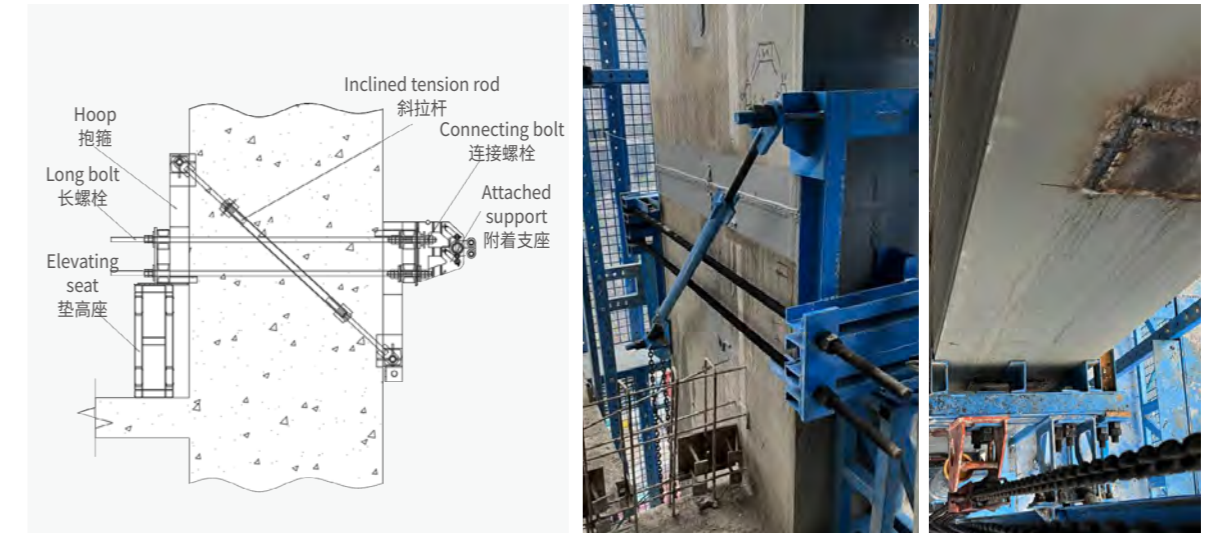 Inclined tension rod
斜拉杆
Hoop
抱箍
Connecting bolt
连接螺栓
Long bolt
长螺栓
Attached
support
附着支座
Elevating
seat
垫高座